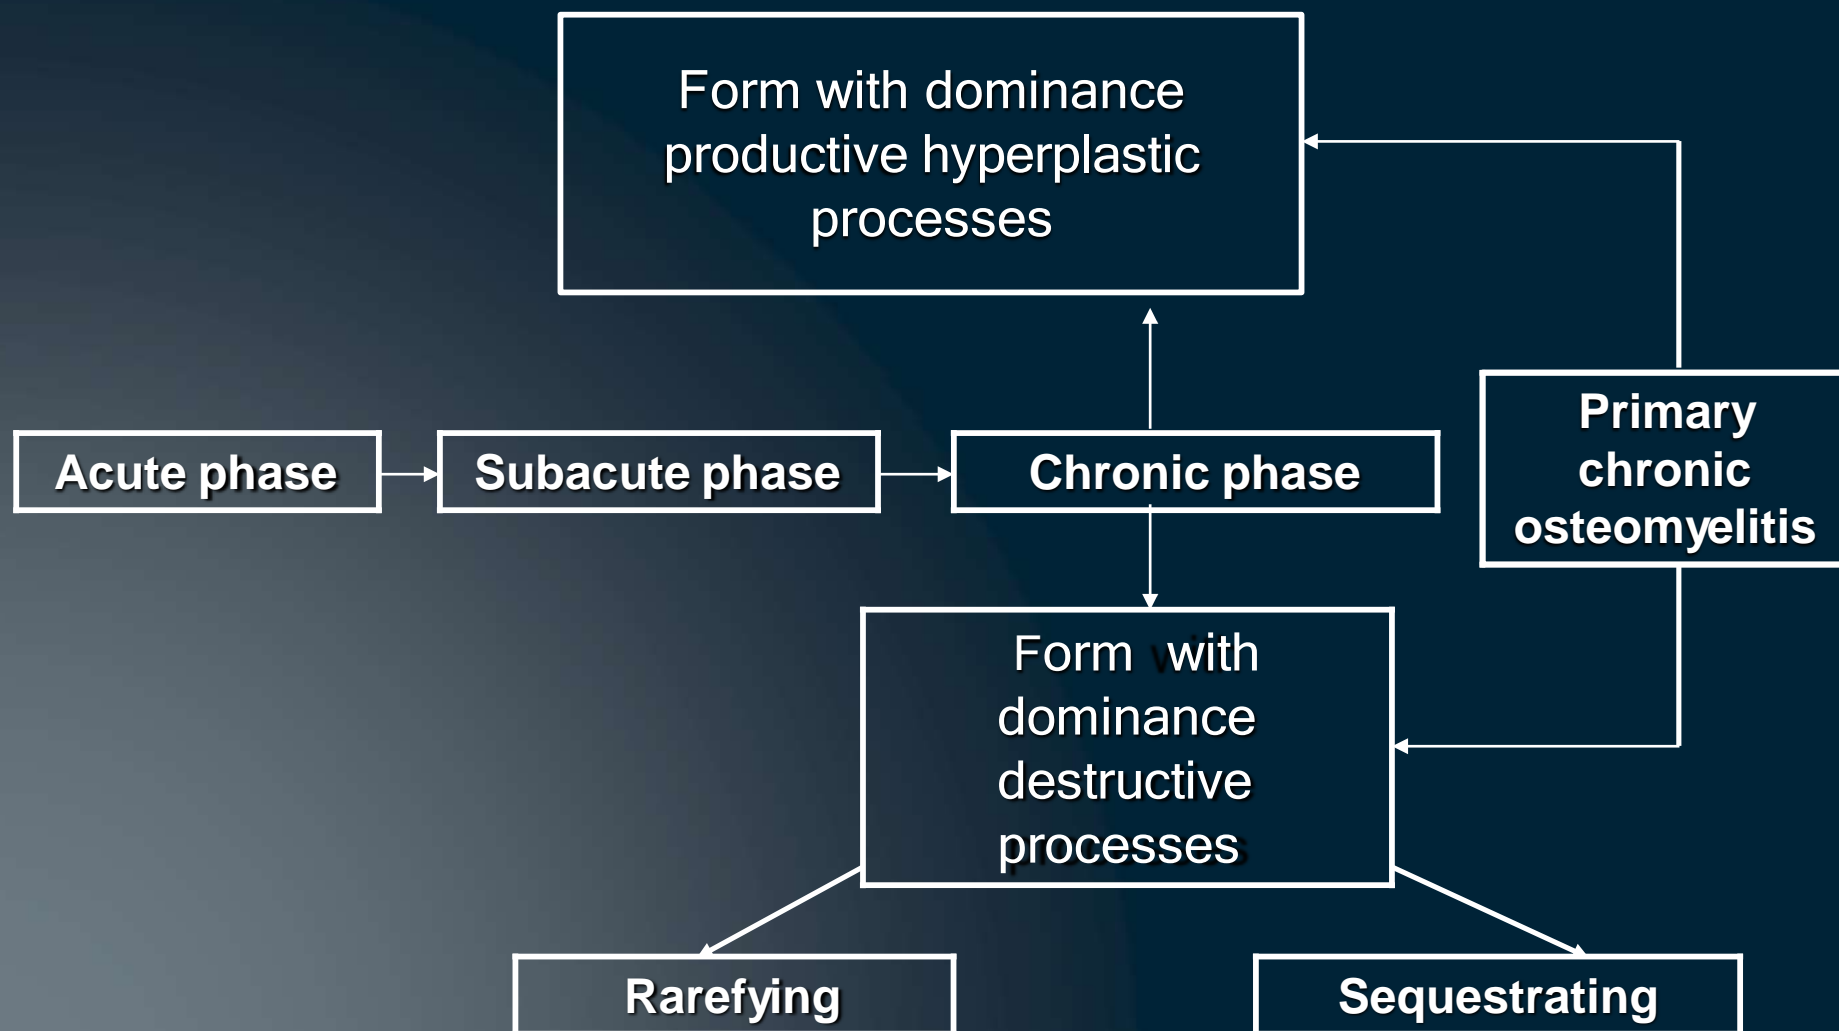 Form with dominance
productive hyperplastic
processes
Acute phase
Subacute phase
Chronic phase
Primary
chronic
osteomyelitis
Form with
dominance
destructive
processes
Rarefying
Sequestrating